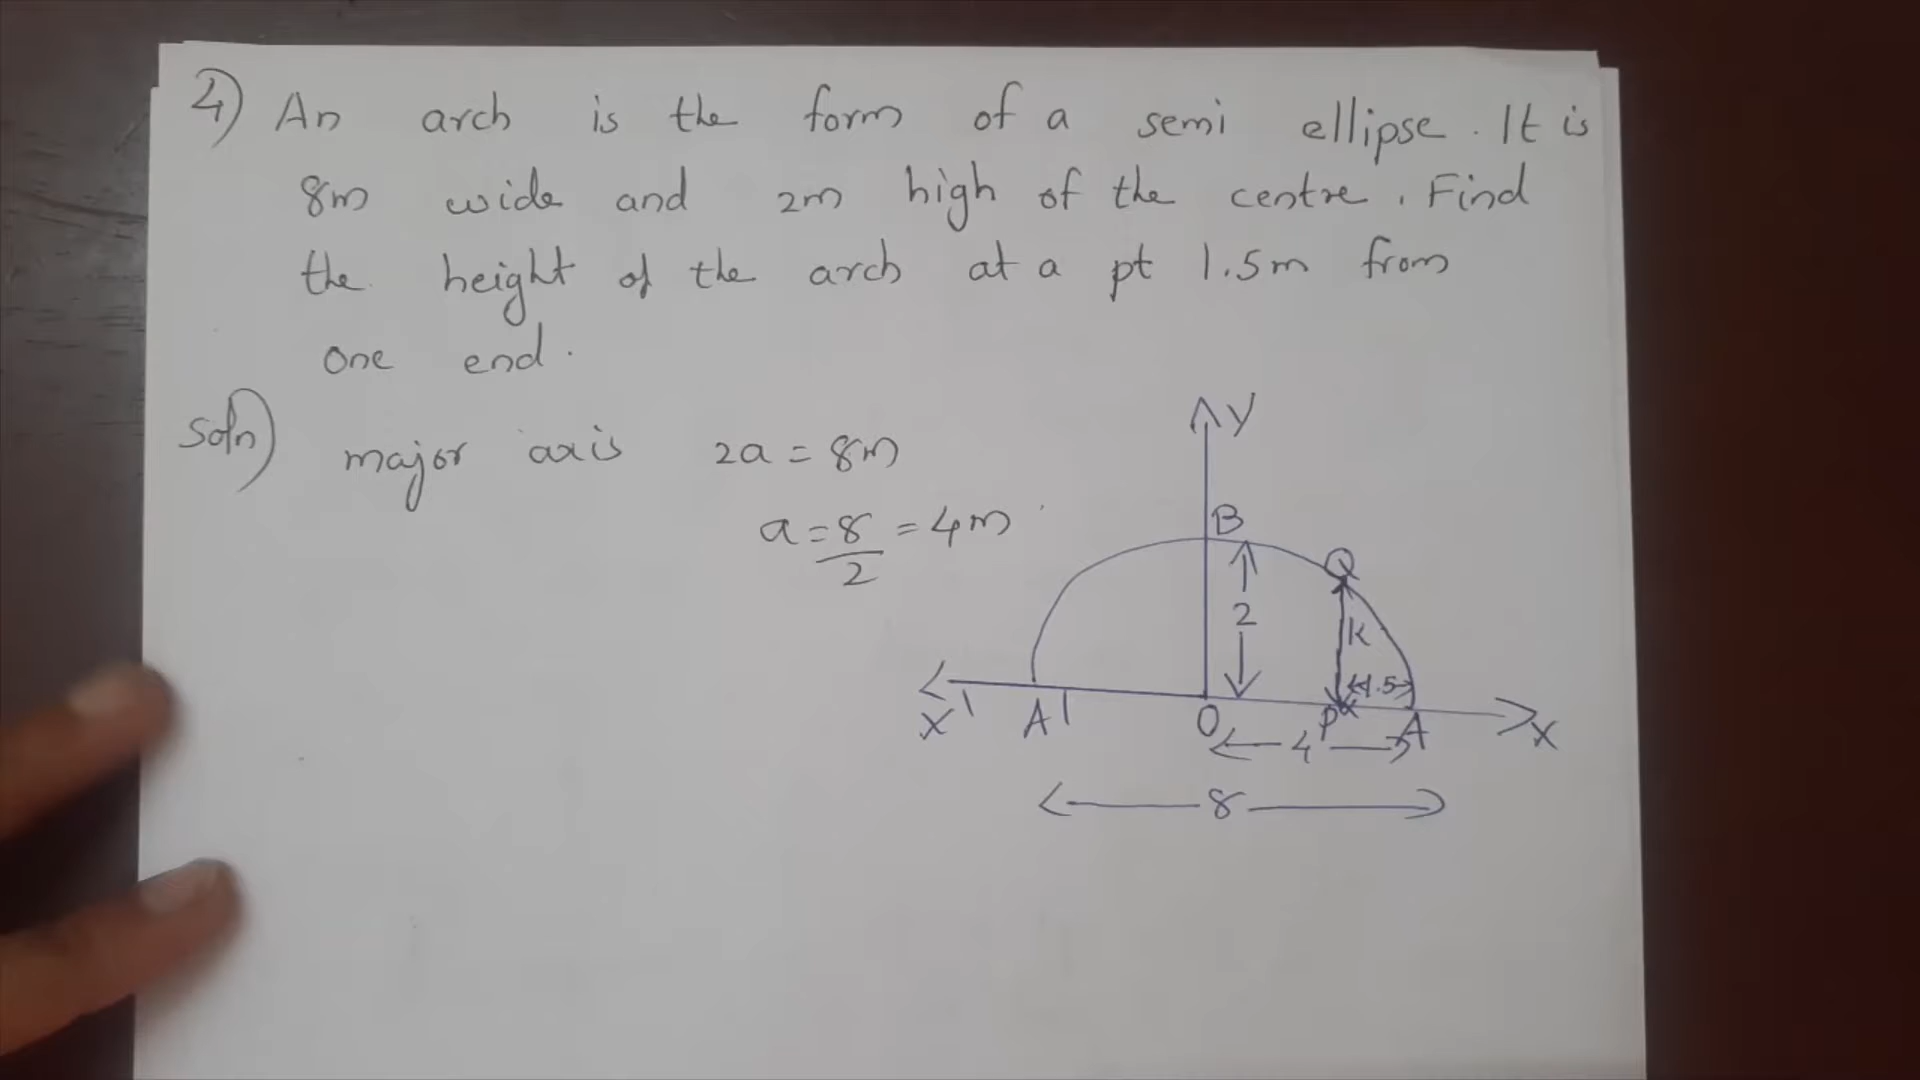 4) An arch is the form of a semi ellipse. It is
8m wide and 2m high of the centre. Find
the height of the arch at a pt 1.5m from
one end.
Soln) major axis 2a = 8m
a = 8/2 = 4m
Y
B
Q
2
K
1.5
X' A' O P A X
4
8